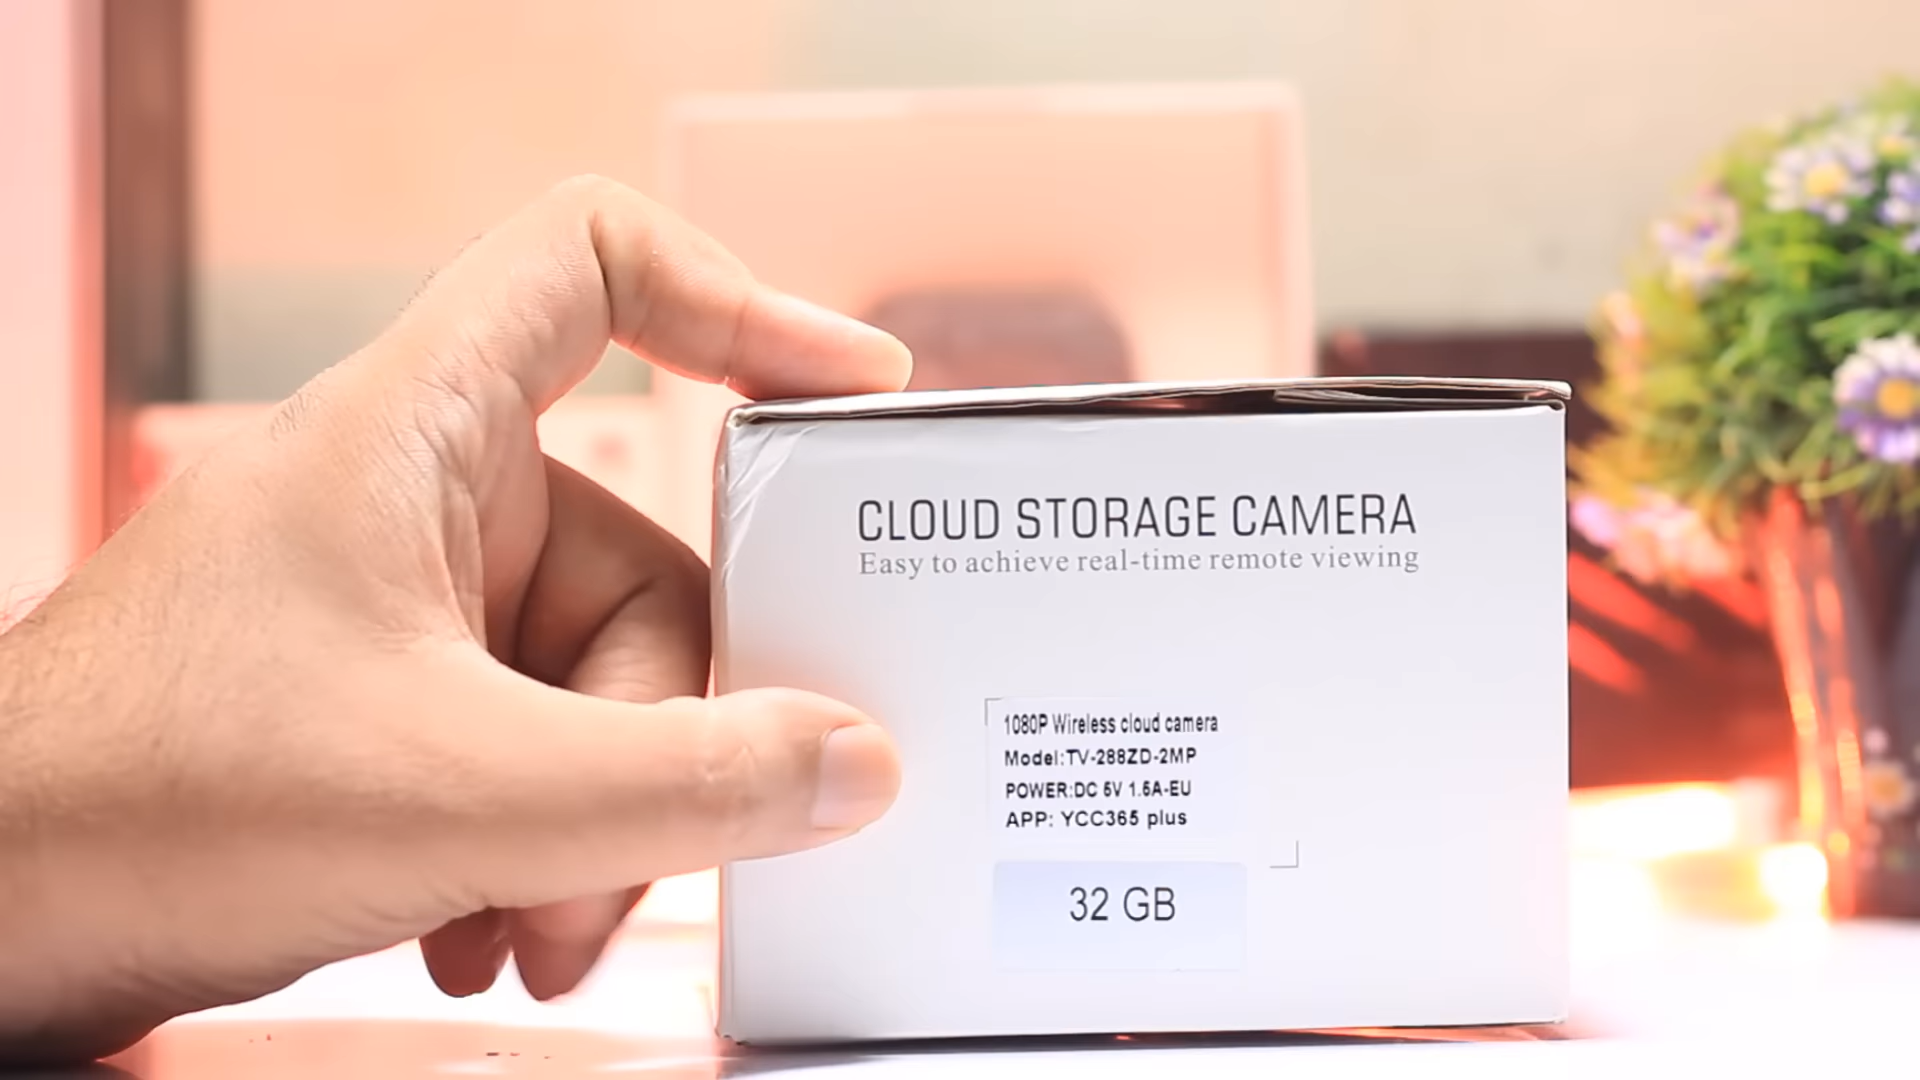 CLOUD STORAGE CAMERA
Easy to achieve real-time remote viewing
1080P Wireless cloud camera
Model:TV-288ZD-2MP
POWER:DC 5V 1.5A-EU
APP: YCC365 plus
32 GB